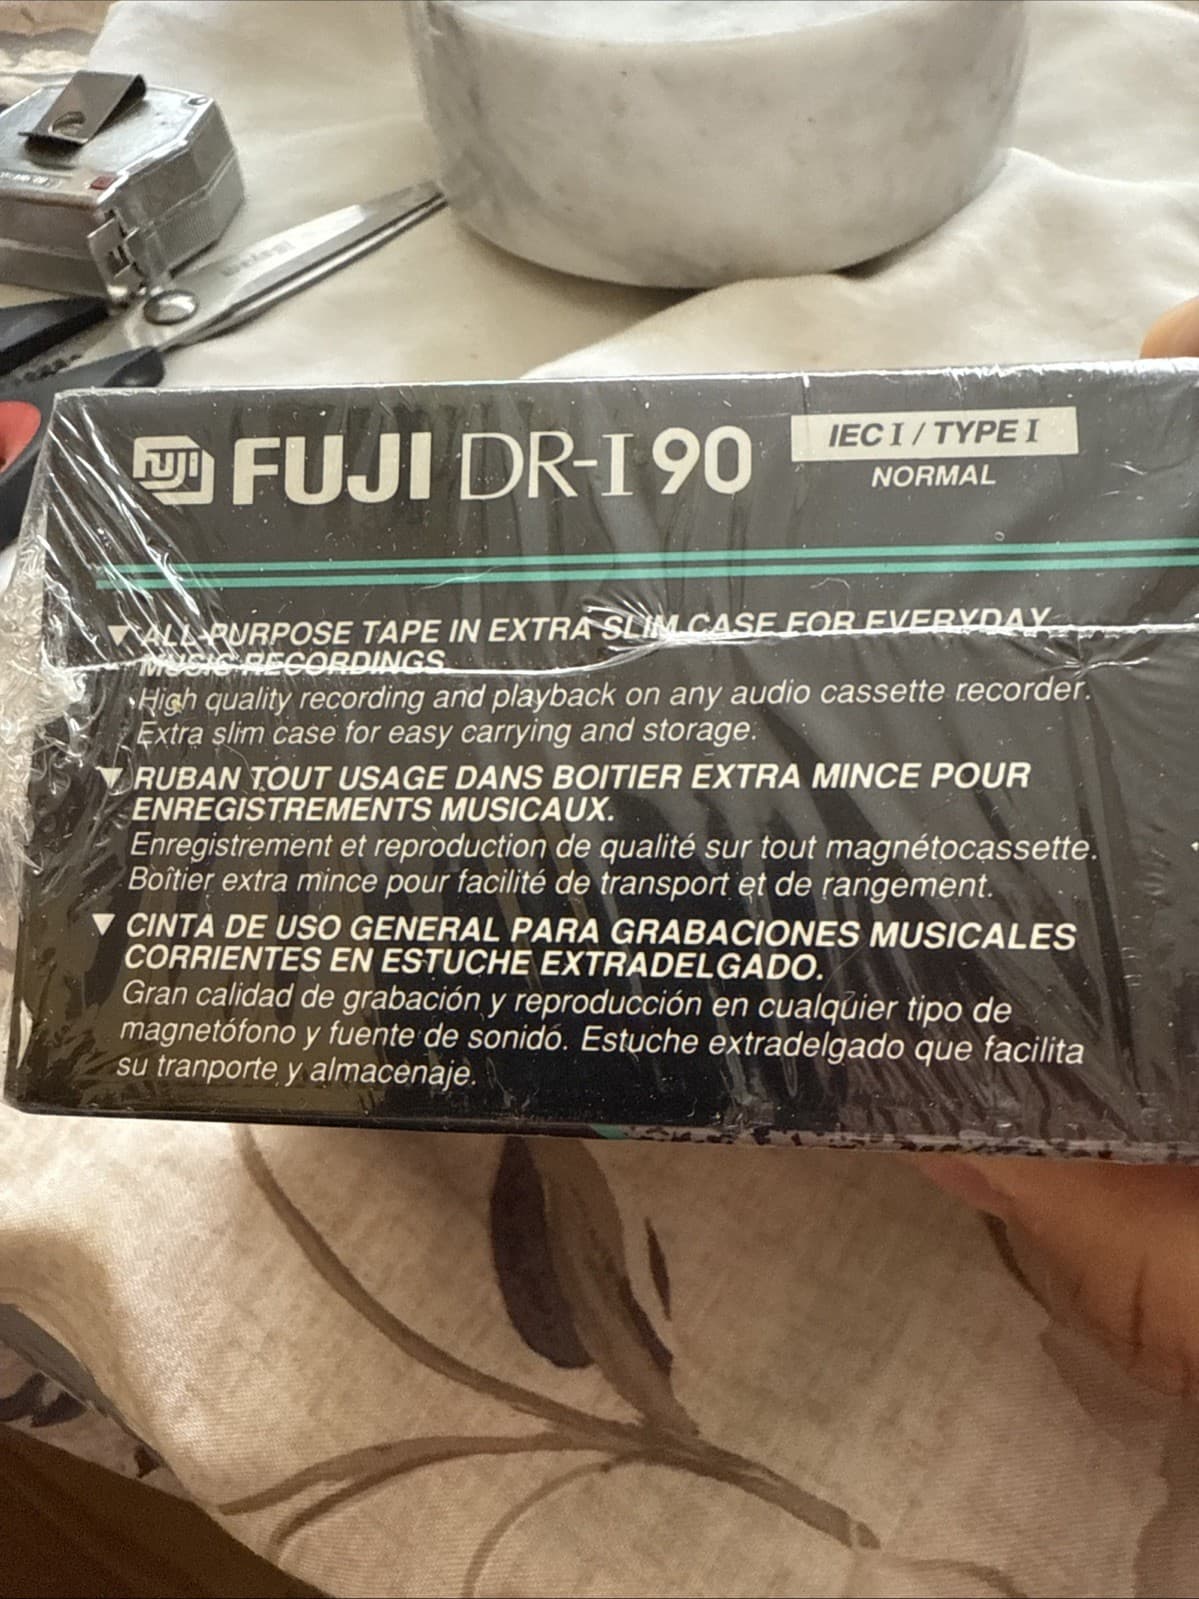 FUJI FUJI DR-I 90
IEC I / TYPE I
NORMAL
▼ ALL-PURPOSE TAPE IN EXTRA SLIM CASE FOR EVERYDAY
MUSIC RECORDINGS
High quality recording and playback on any audio cassette recorder.
Extra slim case for easy carrying and storage.
▼ RUBAN TOUT USAGE DANS BOITIER EXTRA MINCE POUR
ENREGISTREMENTS MUSICAUX.
Enregistrement et reproduction de qualité sur tout magnétocassette.
Boîtier extra mince pour facilité de transport et de rangement.
▼ CINTA DE USO GENERAL PARA GRABACIONES MUSICALES
CORRIENTES EN ESTUCHE EXTRADELGADO.
Gran calidad de grabación y reproducción en cualquier tipo de
magnetófono y fuente de sonido. Estuche extradelgado que facilita
su tranporte y almacenaje.